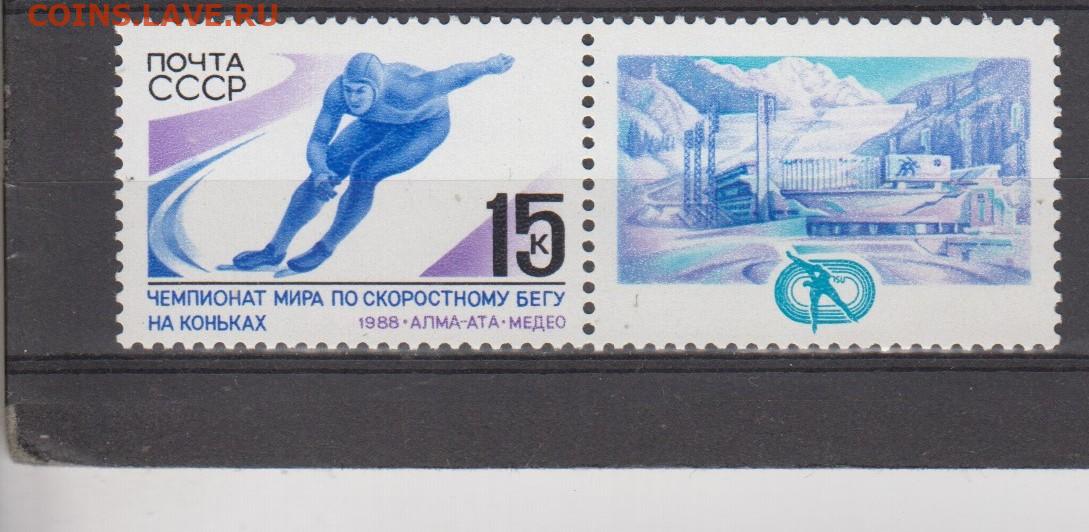 COINS.LAVE.RU
ПОЧТА
СССР
15
К
ЧЕМПИОНАТ МИРА ПО СКОРОСТНОМУ БЕГУ
НА КОНЬКАХ
1988·АЛМА-АТА·МЕДЕО